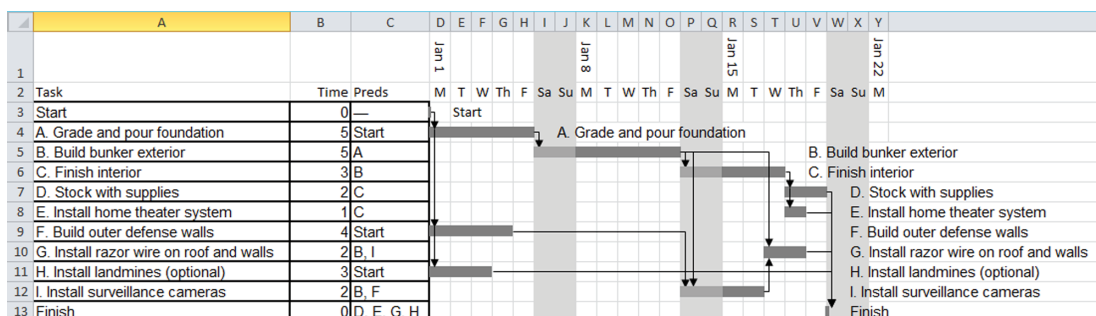 A B C D E F G H I J K L M N O P Q R S T U V W X Y
1 Jan 1 Jan 8 Jan 15 Jan 22
2 Task Time Preds M T W Th F Sa Su M T W Th F Sa Su M T W Th F Sa Su M
3 Start 0 — Start
4 A. Grade and pour foundation 5 Start A. Grade and pour foundation
5 B. Build bunker exterior 5 A B. Build bunker exterior
6 C. Finish interior 3 B C. Finish interior
7 D. Stock with supplies 2 C D. Stock with supplies
8 E. Install home theater system 1 C E. Install home theater system
9 F. Build outer defense walls 4 Start F. Build outer defense walls
10 G. Install razor wire on roof and walls 2 B, I G. Install razor wire on roof and walls
11 H. Install landmines (optional) 3 Start H. Install landmines (optional)
12 I. Install surveillance cameras 2 B, F I. Install surveillance cameras
13 Finish 0 D, E, G, H Finish